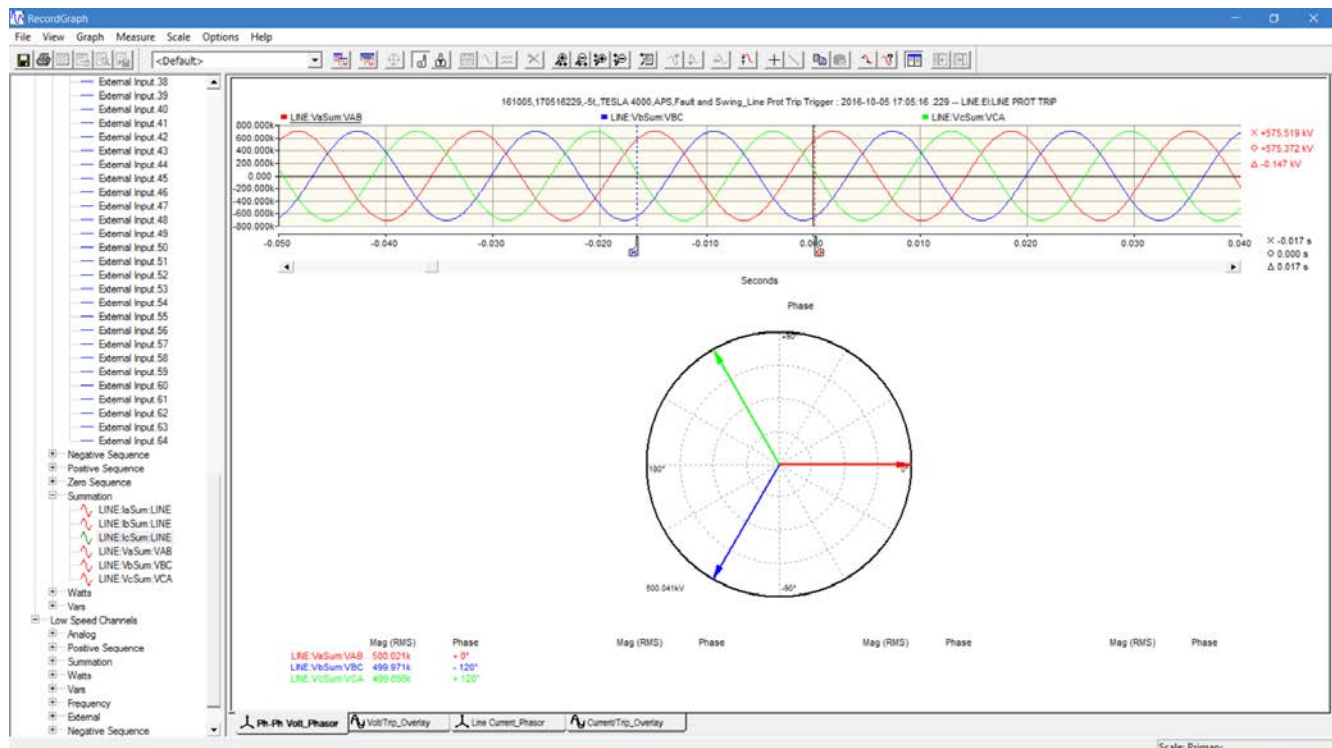 RecordGraph
File View Graph Measure Scale Options Help
<Default>
External Input.38
External Input.39
External Input.40
External Input.41
External Input.42
External Input.43
External Input.44
External Input.45
External Input.46
External Input.47
External Input.48
External Input.49
External Input.50
External Input.51
External Input.52
External Input.53
External Input.54
External Input.55
External Input.56
External Input.57
External Input.58
External Input.59
External Input.60
External Input.61
External Input.62
External Input.63
External Input.64
Negative Sequence
Positive Sequence
Zero Sequence
Summation
LINE:IaSum:LINE
LINE:IbSum:LINE
LINE:IcSum:LINE
LINE:VaSum:VAB
LINE:VbSum:VBC
LINE:VcSum:VCA
Watts
Vars
Low Speed Channels
Analog
Positive Sequence
Summation
Watts
Vars
Frequency
External
Negative Sequence
161005,170516229,-5t,,TESLA 4000,APS,Fault and Swing_Line Prot Trip Trigger : 2016-10-05 17:05:16 .229 -- LINE:EI:LINE PROT TRIP
LINE:VaSum:VAB LINE:VbSum:VBC LINE:VcSum:VCA
800.000k
600.000k
400.000k
200.000k
0.000
-200.000k
-400.000k
-600.000k
-800.000k
× +575.519 kV
◇ +575.372 kV
Δ -0.147 kV
-0.050 -0.040 -0.030 -0.020 -0.010 0.000 0.010 0.020 0.030 0.040
× -0.017 s
◇ 0.000 s
Δ 0.017 s
Seconds
Phase
+90°
180° 0°
-90°
500.041kV
Mag (RMS) Phase Mag (RMS) Phase Mag (RMS) Phase Mag (RMS) Phase
LINE:VaSum:VAB 500.021k + 0°
LINE:VbSum:VBC 499.971k - 120°
LINE:VcSum:VCA + 120°
Ph-Ph Volt_Phasor Volt/Trip_Overlay Line Current_Phasor Current/Trip_Overlay
Scale: Primary